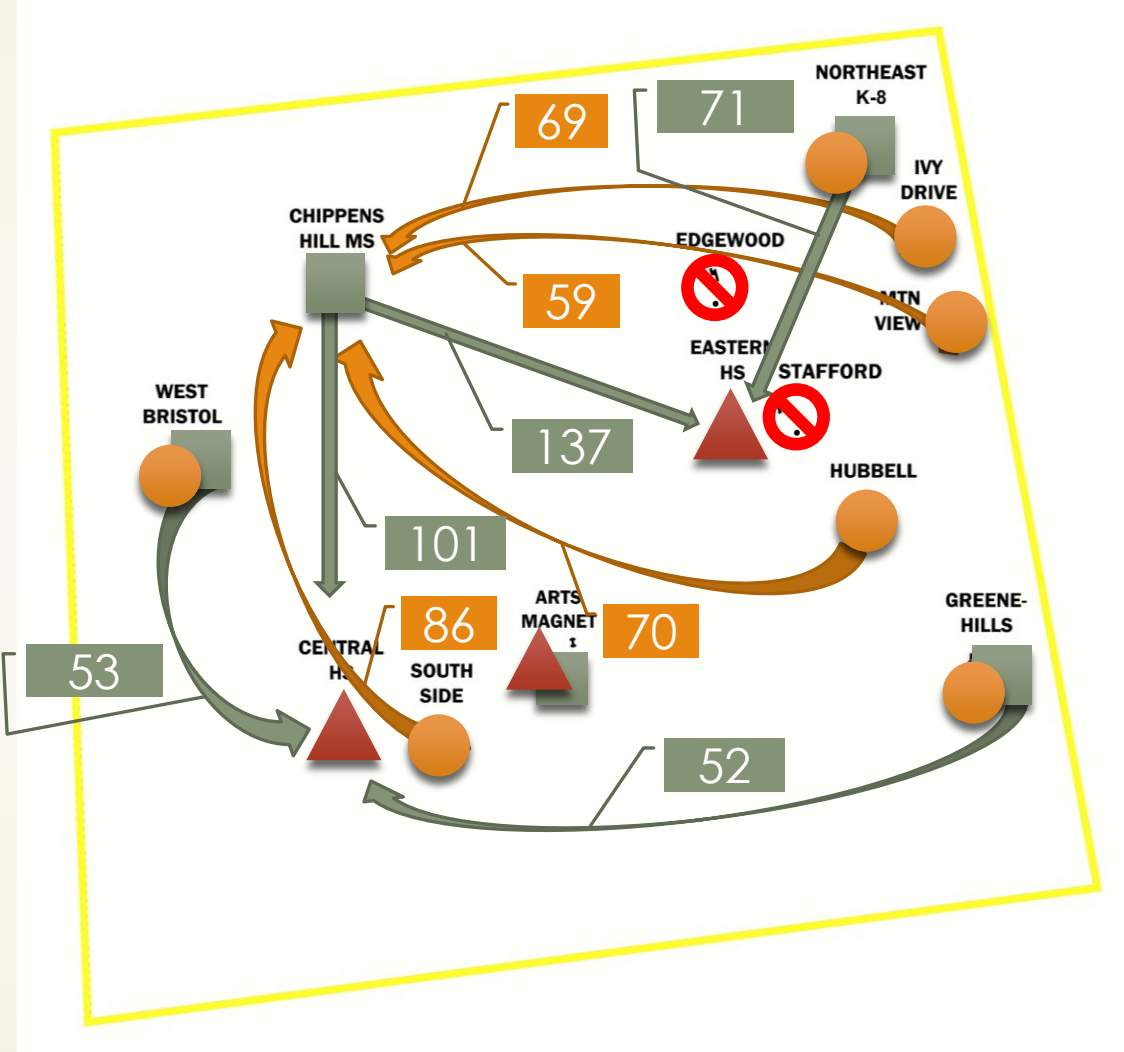 NORTHEAST
K-8
69
71
IVY
DRIVE
CHIPPENS
HILL MS
EDGEWOOD
59
MTN
VIEW
EASTERN
HS
STAFFORD
WEST
BRISTOL
137
HUBBELL
101
ARTS
MAGNET
1
86
70
GREENE-
HILLS
53
CENTRAL
HS
SOUTH
SIDE
52